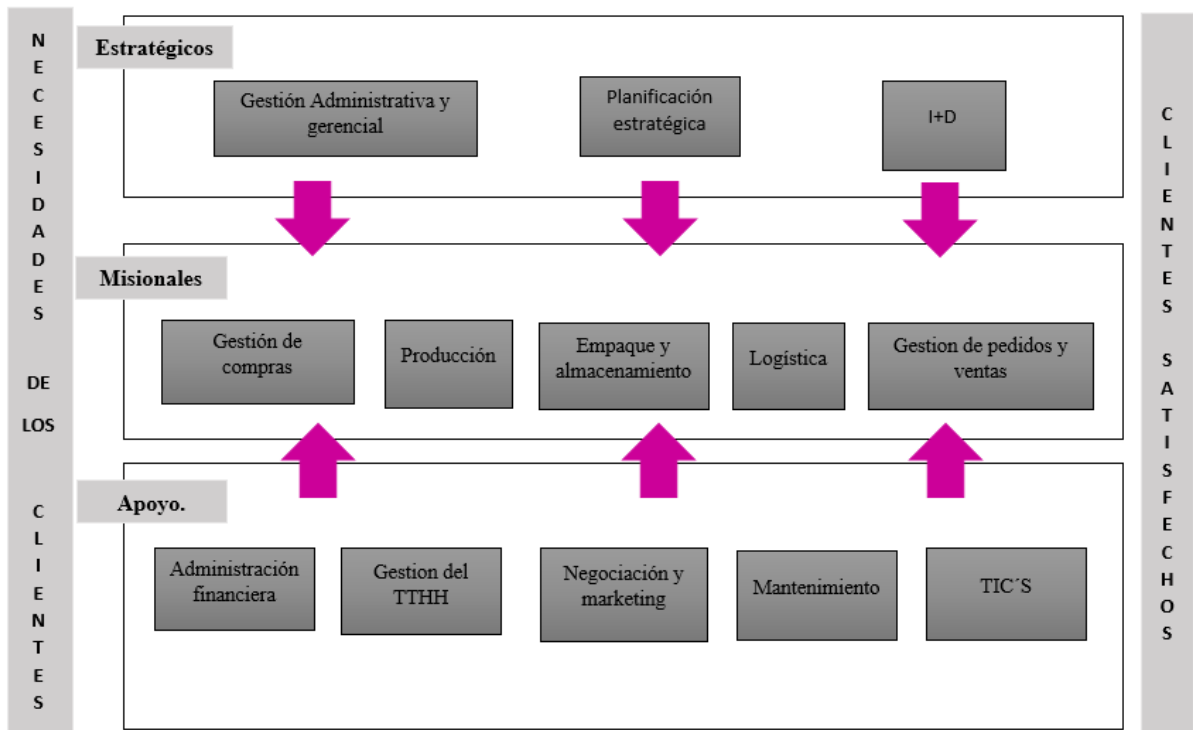 NECESIDADES
DE
LOS
CLIENTES
Estratégicos
Gestión Administrativa y
gerencial
Planificación
estratégica
I+D
Misionales
Gestión de
compras
Producción
Empaque y
almacenamiento
Logística
Gestion de pedidos y
ventas
Apoyo.
Administración
financiera
Gestion del
TTHH
Negociación y
marketing
Mantenimiento
TIC´S
CLIENTES
SATISFECHOS